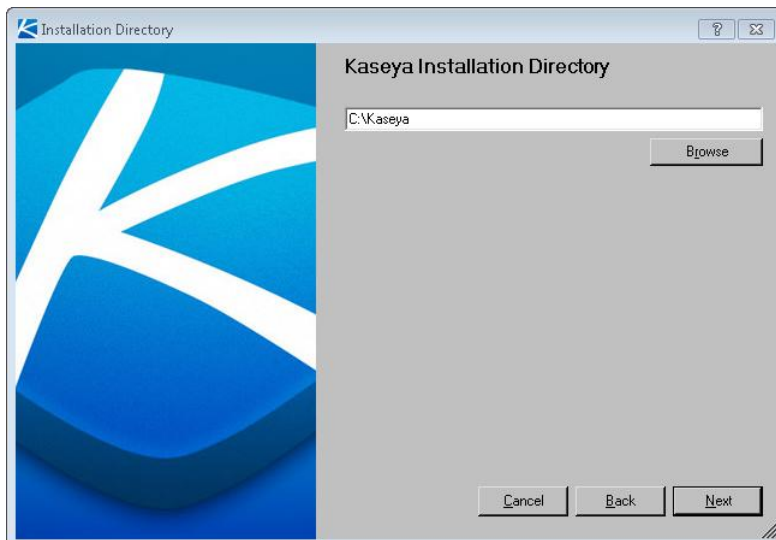 Installation Directory
Kaseya Installation Directory
C:\Kaseya
Browse
Cancel Back Next